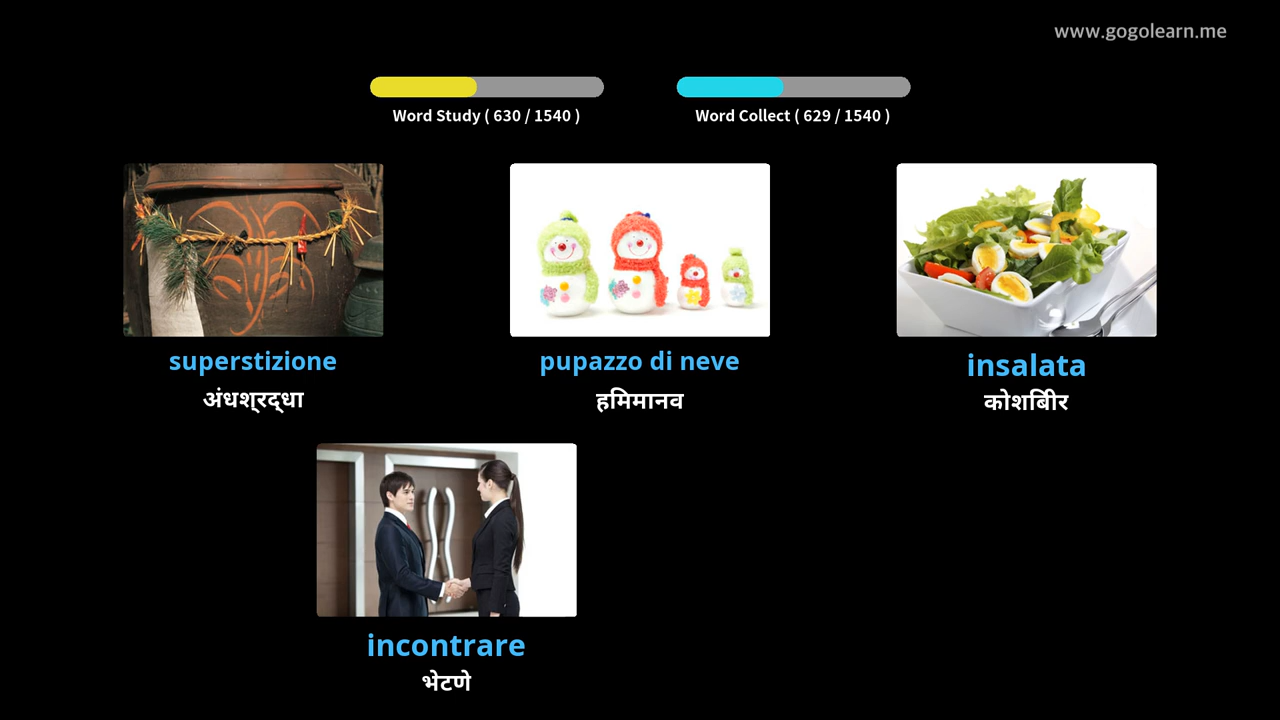 www.gogolearn.me
Word Study ( 630 / 1540 )
Word Collect ( 629 / 1540 )
superstizione
अंधश्रद्धा
pupazzo di neve
हिममानव
insalata
कोशिंबीर
incontrare
भेटणे